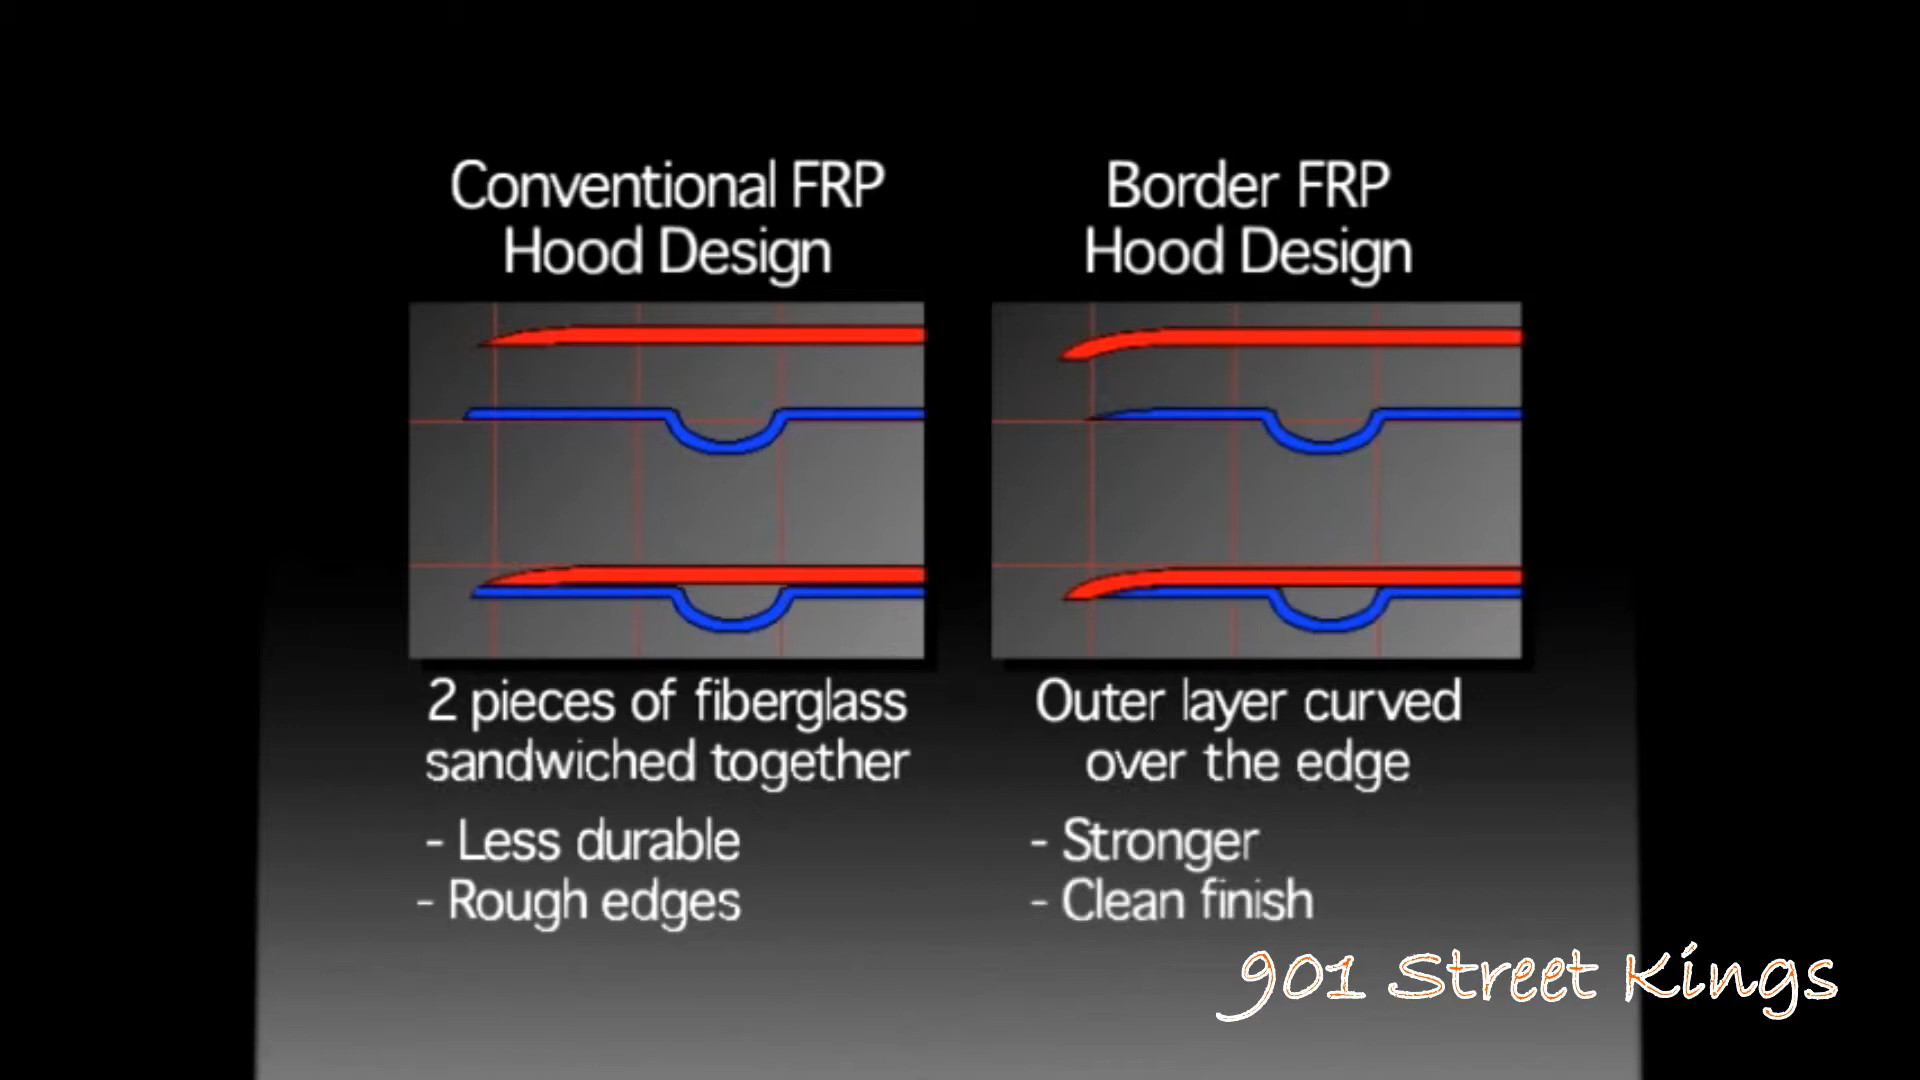 Conventional FRP
Hood Design
2 pieces of fiberglass
sandwiched together
- Less durable
- Rough edges
Border FRP
Hood Design
Outer layer curved
over the edge
- Stronger
- Clean finish
901 Street Kings